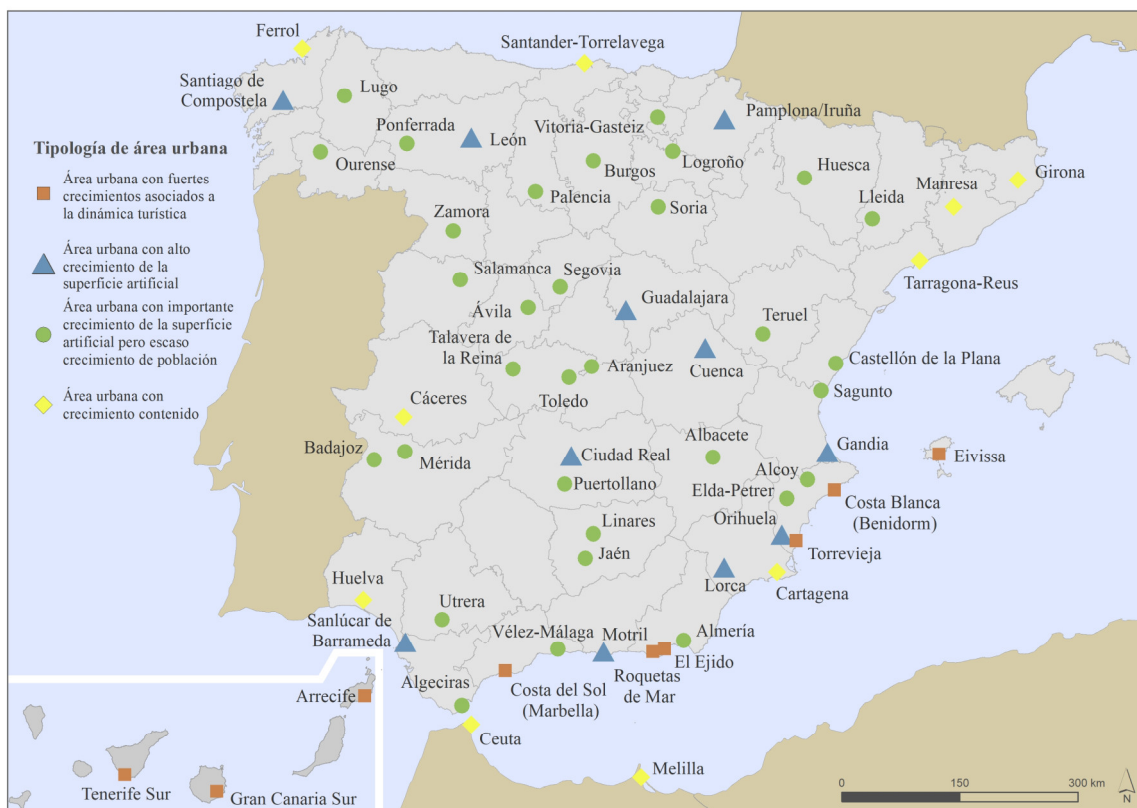 Ferrol
Santander-Torrelavega
Santiago de
Compostela
Lugo
Pamplona/Iruña
Ponferrada
León
Vitoria-Gasteiz
Tipología de área urbana
Ourense
Burgos
Logroño
Huesca
Girona
Manresa
Área urbana con fuertes
crecimientos asociados a
la dinámica turística
Palencia
Soria
Lleida
Zamora
Área urbana con alto
crecimiento de la
superficie artificial
Salamanca
Segovia
Tarragona-Reus
Ávila
Guadalajara
Área urbana con importante
crecimiento de la superficie
artificial pero escaso
crecimiento de población
Teruel
Talavera de
la Reina
Aranjuez
Cuenca
Castellón de la Plana
Toledo
Sagunto
Área urbana con
crecimiento contenido
Cáceres
Badajoz
Mérida
Ciudad Real
Albacete
Gandia
Eivissa
Puertollano
Alcoy
Elda-Petrer
Costa Blanca
(Benidorm)
Linares
Orihuela
Torrevieja
Jaén
Lorca
Cartagena
Huelva
Utrera
Sanlúcar de
Barrameda
Vélez-Málaga
Motril
Almería
El Ejido
Roquetas
de Mar
Algeciras
Costa del Sol
(Marbella)
Arrecife
Ceuta
Melilla
Tenerife Sur
Gran Canaria Sur
0 150 300 km
N